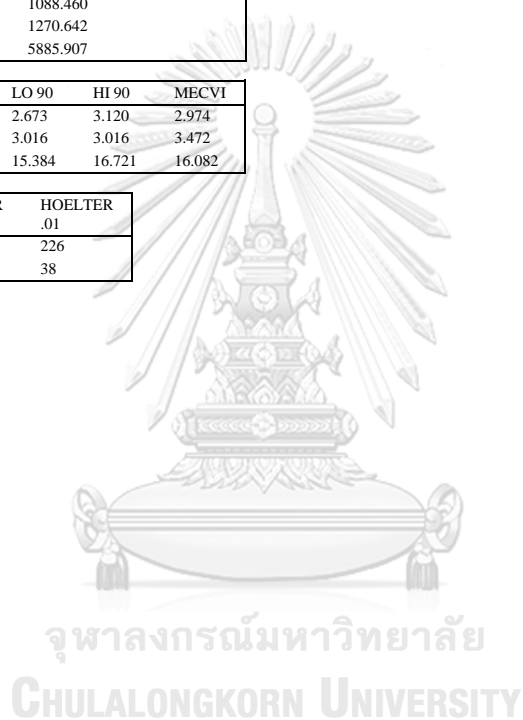 1088.460
1270.642
5885.907
LO 90 HI 90 MECVI
2.673 3.120 2.974
3.016 3.016 3.472
15.384 16.721 16.082
R HOELTER
.01
226
38
จุฬาลงกรณ์มหาวิทยาลัย
CHULALONGKORN UNIVERSITY